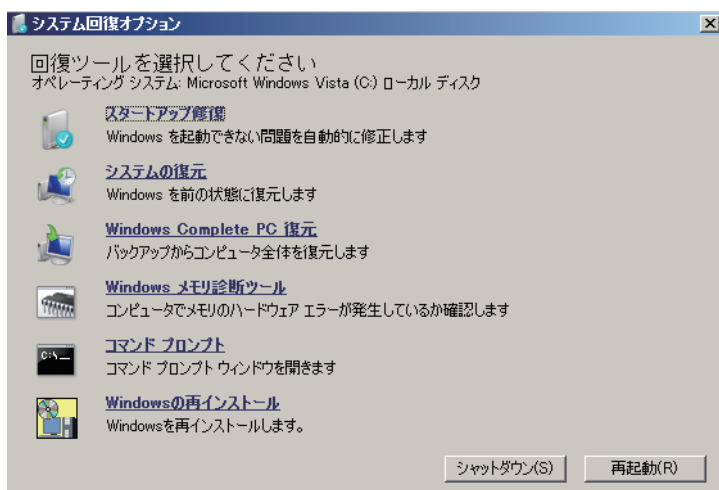 システム回復オプション
回復ツールを選択してください
オペレーティング システム: Microsoft Windows Vista (C:) ローカル ディスク
スタートアップ修復
Windows を起動できない問題を自動的に修正します
システムの復元
Windows を前の状態に復元します
Windows Complete PC 復元
バックアップからコンピュータ全体を復元します
Windows メモリ診断ツール
コンピュータでメモリのハードウェア エラーが発生しているか確認します
C:\_
コマンド プロンプト
コマンド プロンプト ウィンドウを開きます
Windowsの再インストール
Windowsを再インストールします。
シャットダウン(S)
再起動(R)